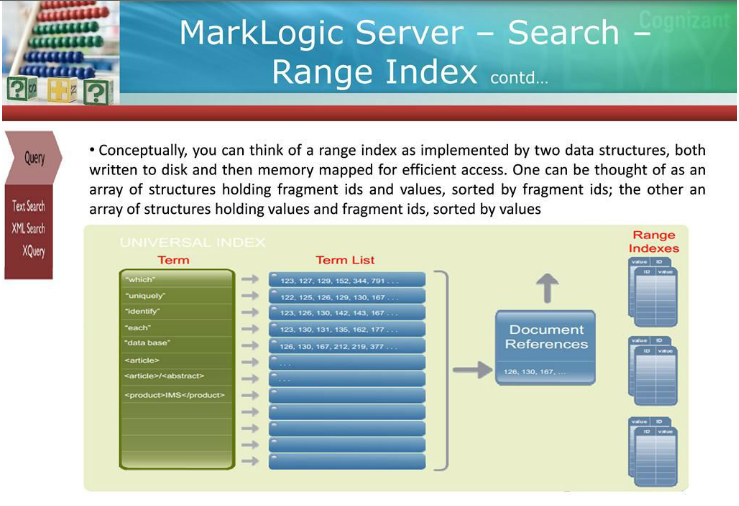 Cognizant
MarkLogic Server – Search –
Range Index contd…
Query
Text Search
XML Search
XQuery
• Conceptually, you can think of a range index as implemented by two data structures, both
written to disk and then memory mapped for efficient access. One can be thought of as an
array of structures holding fragment ids and values, sorted by fragment ids; the other an
array of structures holding values and fragment ids, sorted by values
UNIVERSAL INDEX
Term
Term List
Range
Indexes
"which"
123, 127, 129, 152, 344, 791 . . .
"uniquely"
122, 125, 126, 129, 130, 167 . . .
"identify"
123, 126, 130, 142, 143, 167 . . .
"each"
123, 130, 131, 135, 162, 177 . . .
"data base"
126, 130, 167, 212, 219, 377 . . .
<article>
. . .
<article>/<abstract>
. . .
<product>IMS</product>
Document
References
126, 130, 167, ...
value ID
ID value
value ID
ID value
value ID
ID value